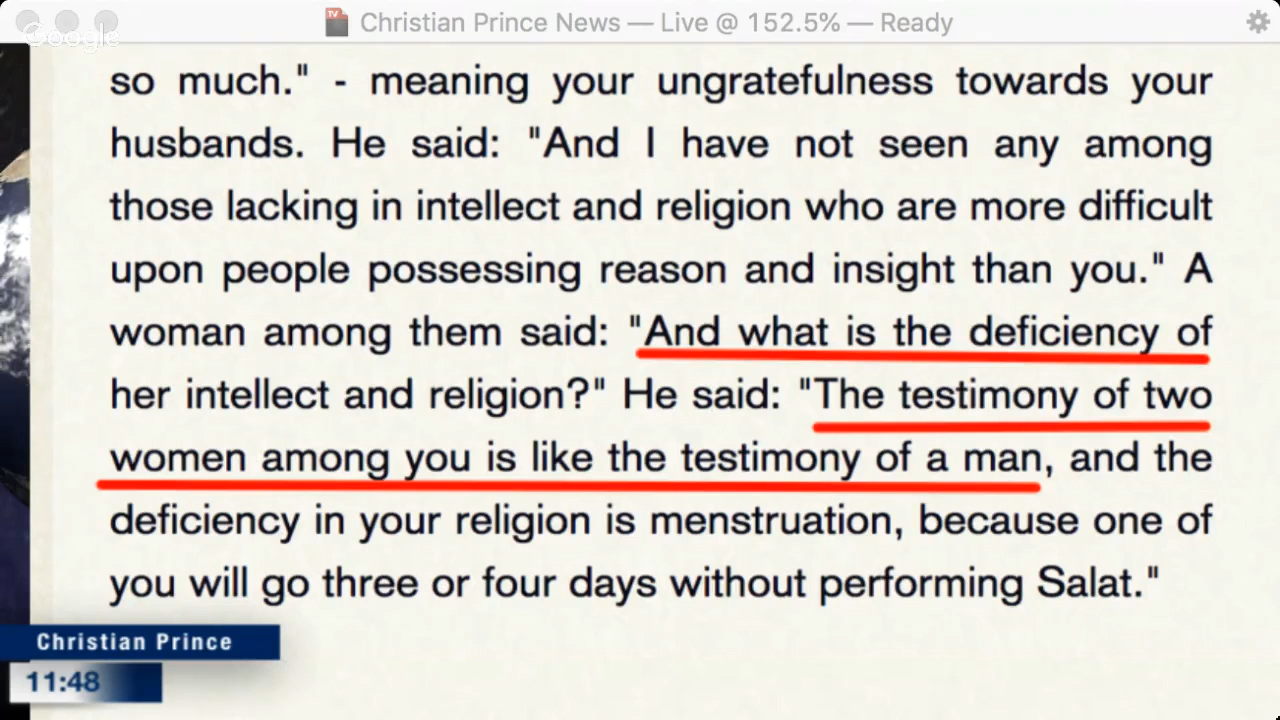 Christian Prince News — Live @ 152.5% — Ready
Google
so much." - meaning your ungratefulness towards your
husbands. He said: "And I have not seen any among
those lacking in intellect and religion who are more difficult
upon people possessing reason and insight than you." A
woman among them said: "And what is the deficiency of
her intellect and religion?" He said: "The testimony of two
women among you is like the testimony of a man, and the
deficiency in your religion is menstruation, because one of
you will go three or four days without performing Salat."
Christian Prince
11:48